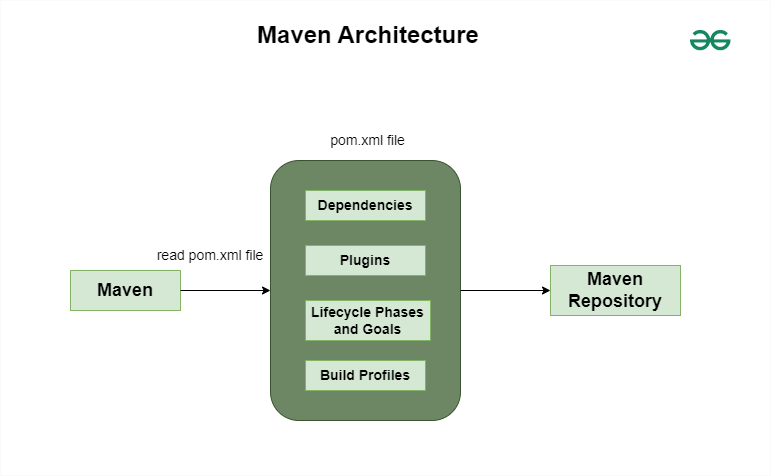 Maven Architecture
pom.xml file
Dependencies
read pom.xml file
Plugins
Maven
Lifecycle Phases
and Goals
Build Profiles
Maven
Repository